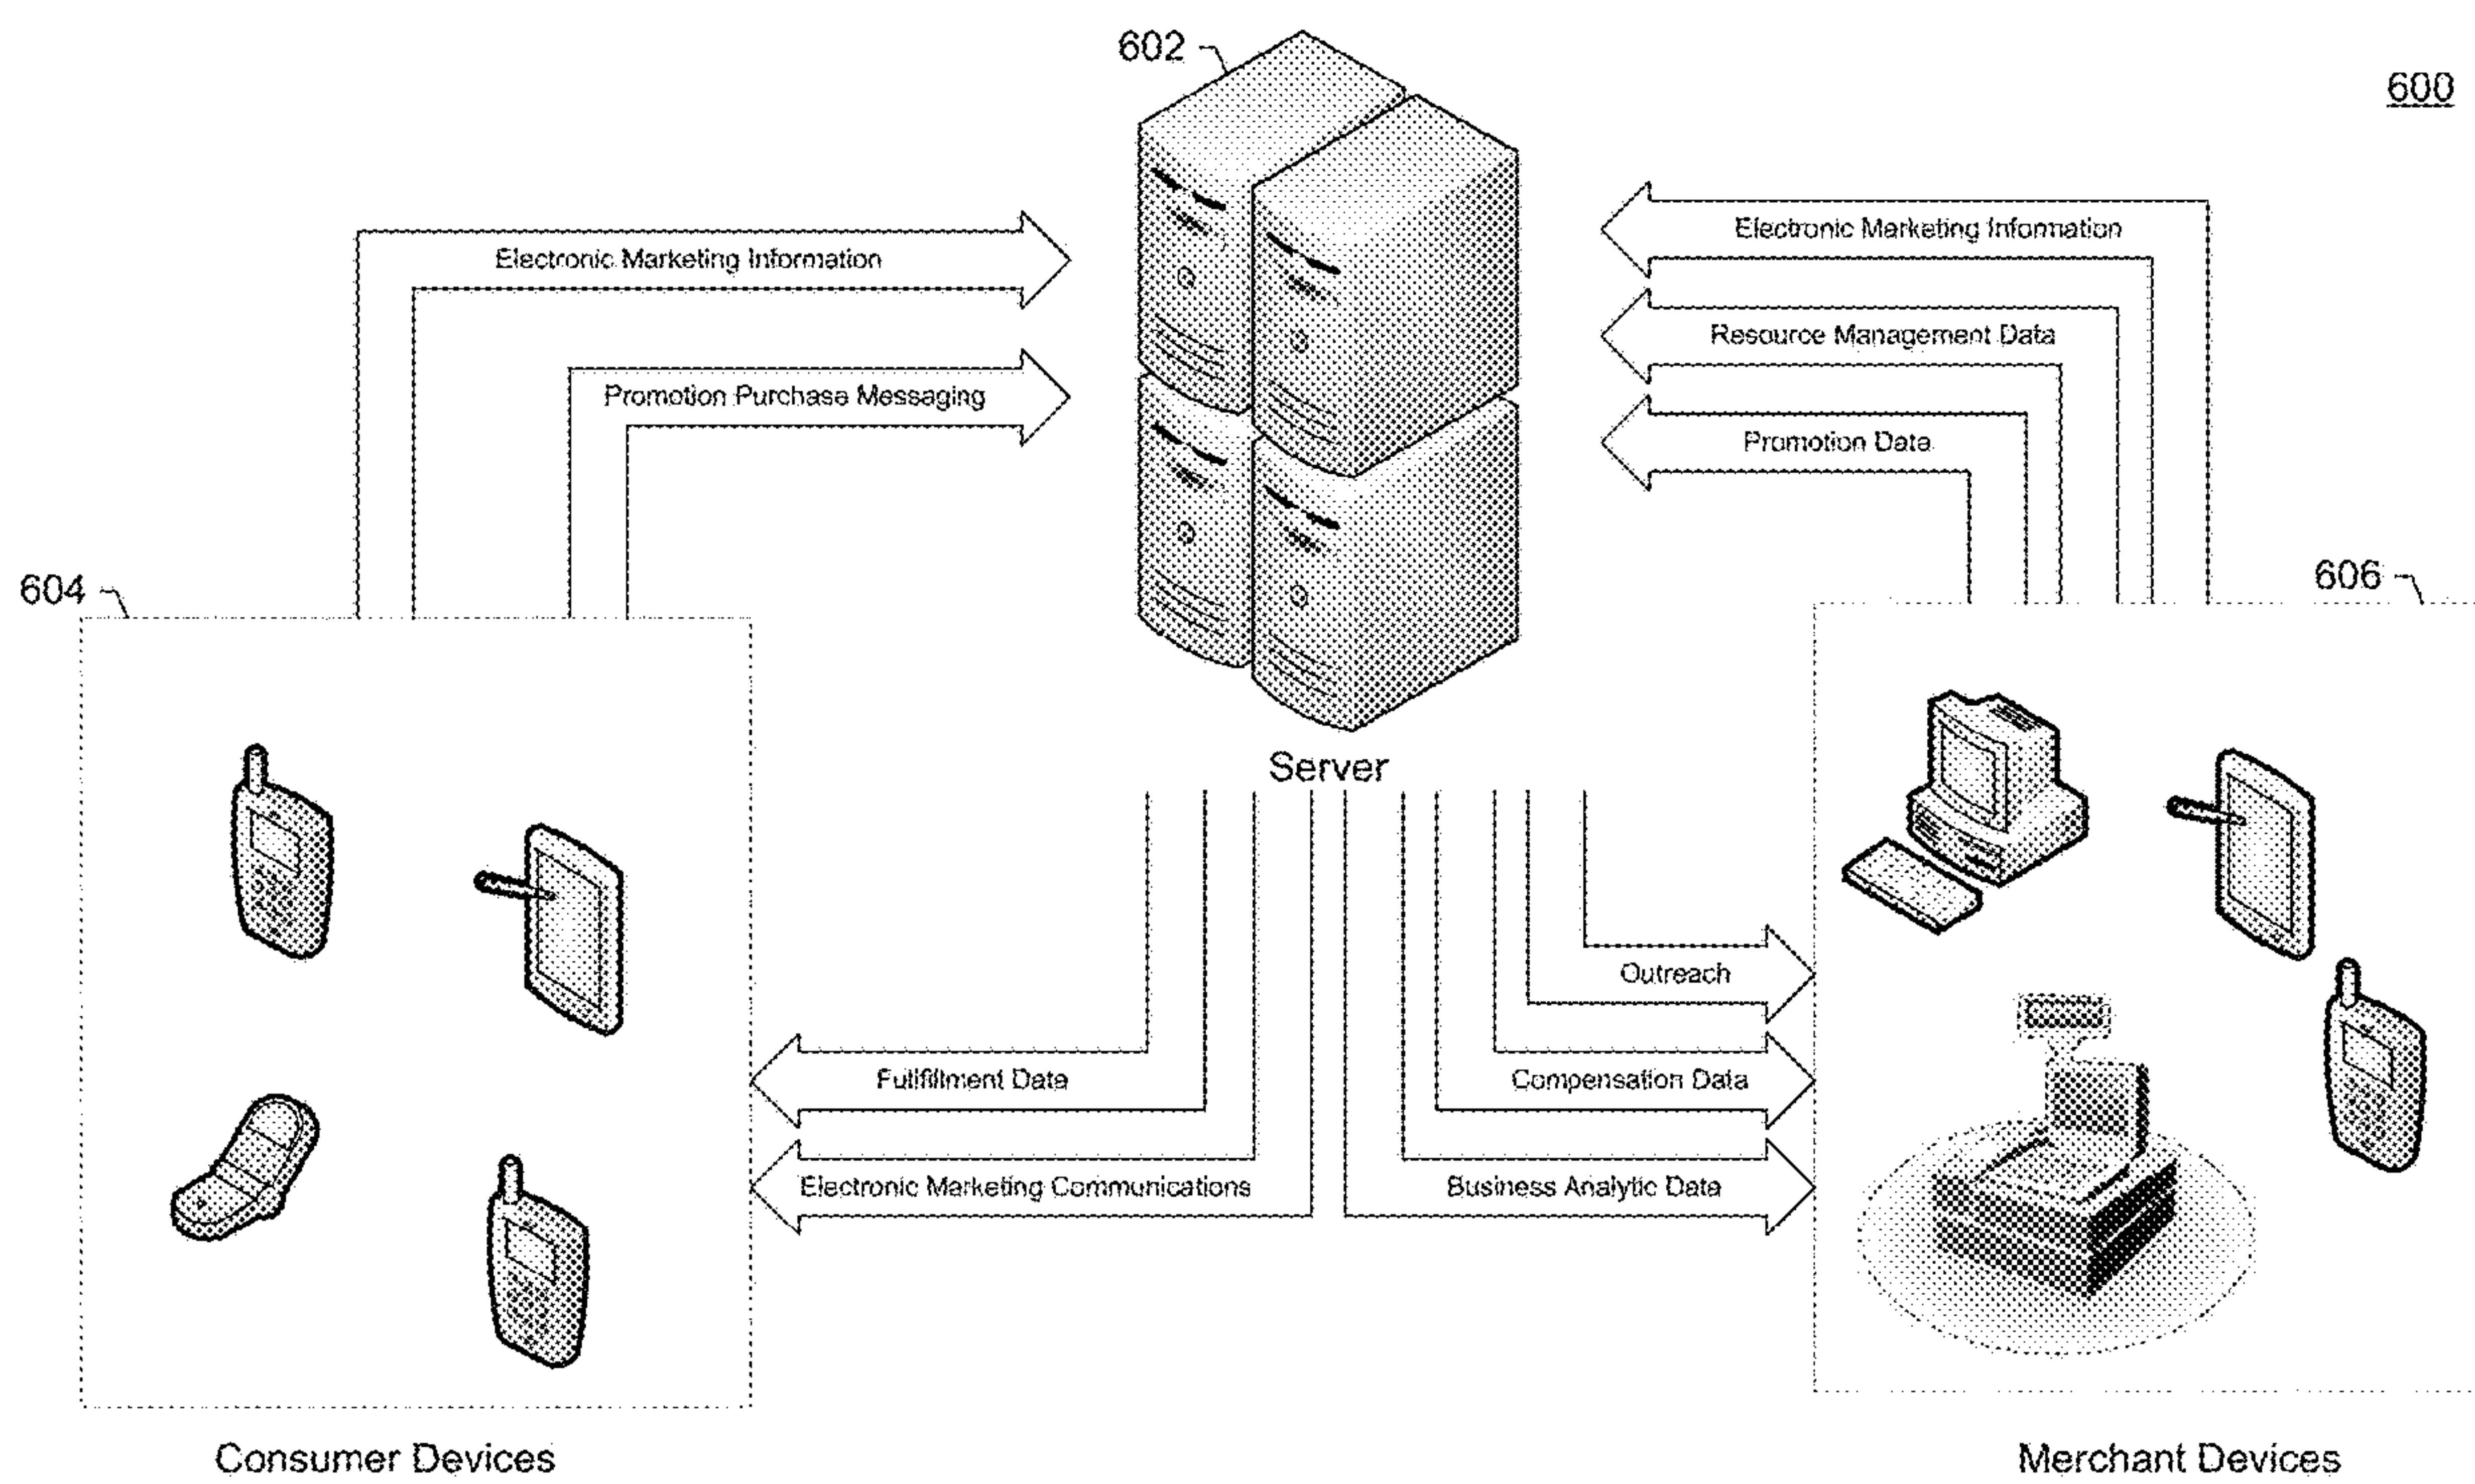 602
600
Electronic Marketing Information
Electronic Marketing Information
Resource Management Data
Promotion Purchase Messaging
Promotion Data
604
606
Server
Outreach
Fullfillment Data
Compensation Data
Electronic Marketing Communications
Business Analytic Data
Consumer Devices
Merchant Devices